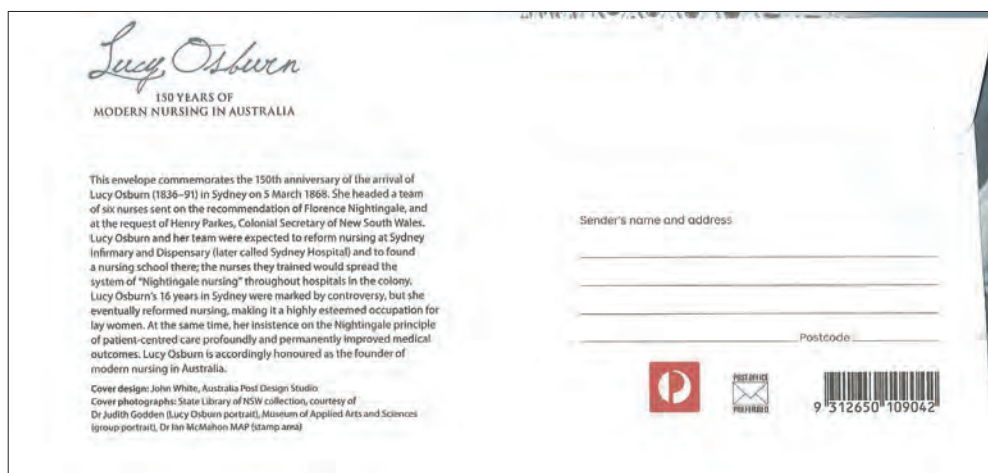 Lucy Osburn
150 YEARS OF
MODERN NURSING IN AUSTRALIA
This envelope commemorates the 150th anniversary of the arrival of
Lucy Osburn (1836–91) in Sydney on 5 March 1868. She headed a team
of six nurses sent on the recommendation of Florence Nightingale, and
at the request of Henry Parkes, Colonial Secretary of New South Wales.
Lucy Osburn and her team were expected to reform nursing at Sydney
Infirmary and Dispensary (later called Sydney Hospital) and to found
a nursing school there; the nurses they trained would spread the
system of "Nightingale nursing" throughout hospitals in the colony.
Lucy Osburn's 16 years in Sydney were marked by controversy, but she
eventually reformed nursing, making it a highly esteemed occupation for
lay women. At the same time, her insistence on the Nightingale principle
of patient-centred care profoundly and permanently improved medical
outcomes. Lucy Osburn is accordingly honoured as the founder of
modern nursing in Australia.
Cover design: John White, Australia Post Design Studio
Cover photographs: State Library of NSW collection, courtesy of
Dr Judith Godden (Lucy Osburn portrait), Museum of Applied Arts and Sciences
(group portrait), Dr Ian McMahon MAP (stamp area)
Sender's name and address
Postcode
POST OFFICE
PREFERRED
9 312650 109042